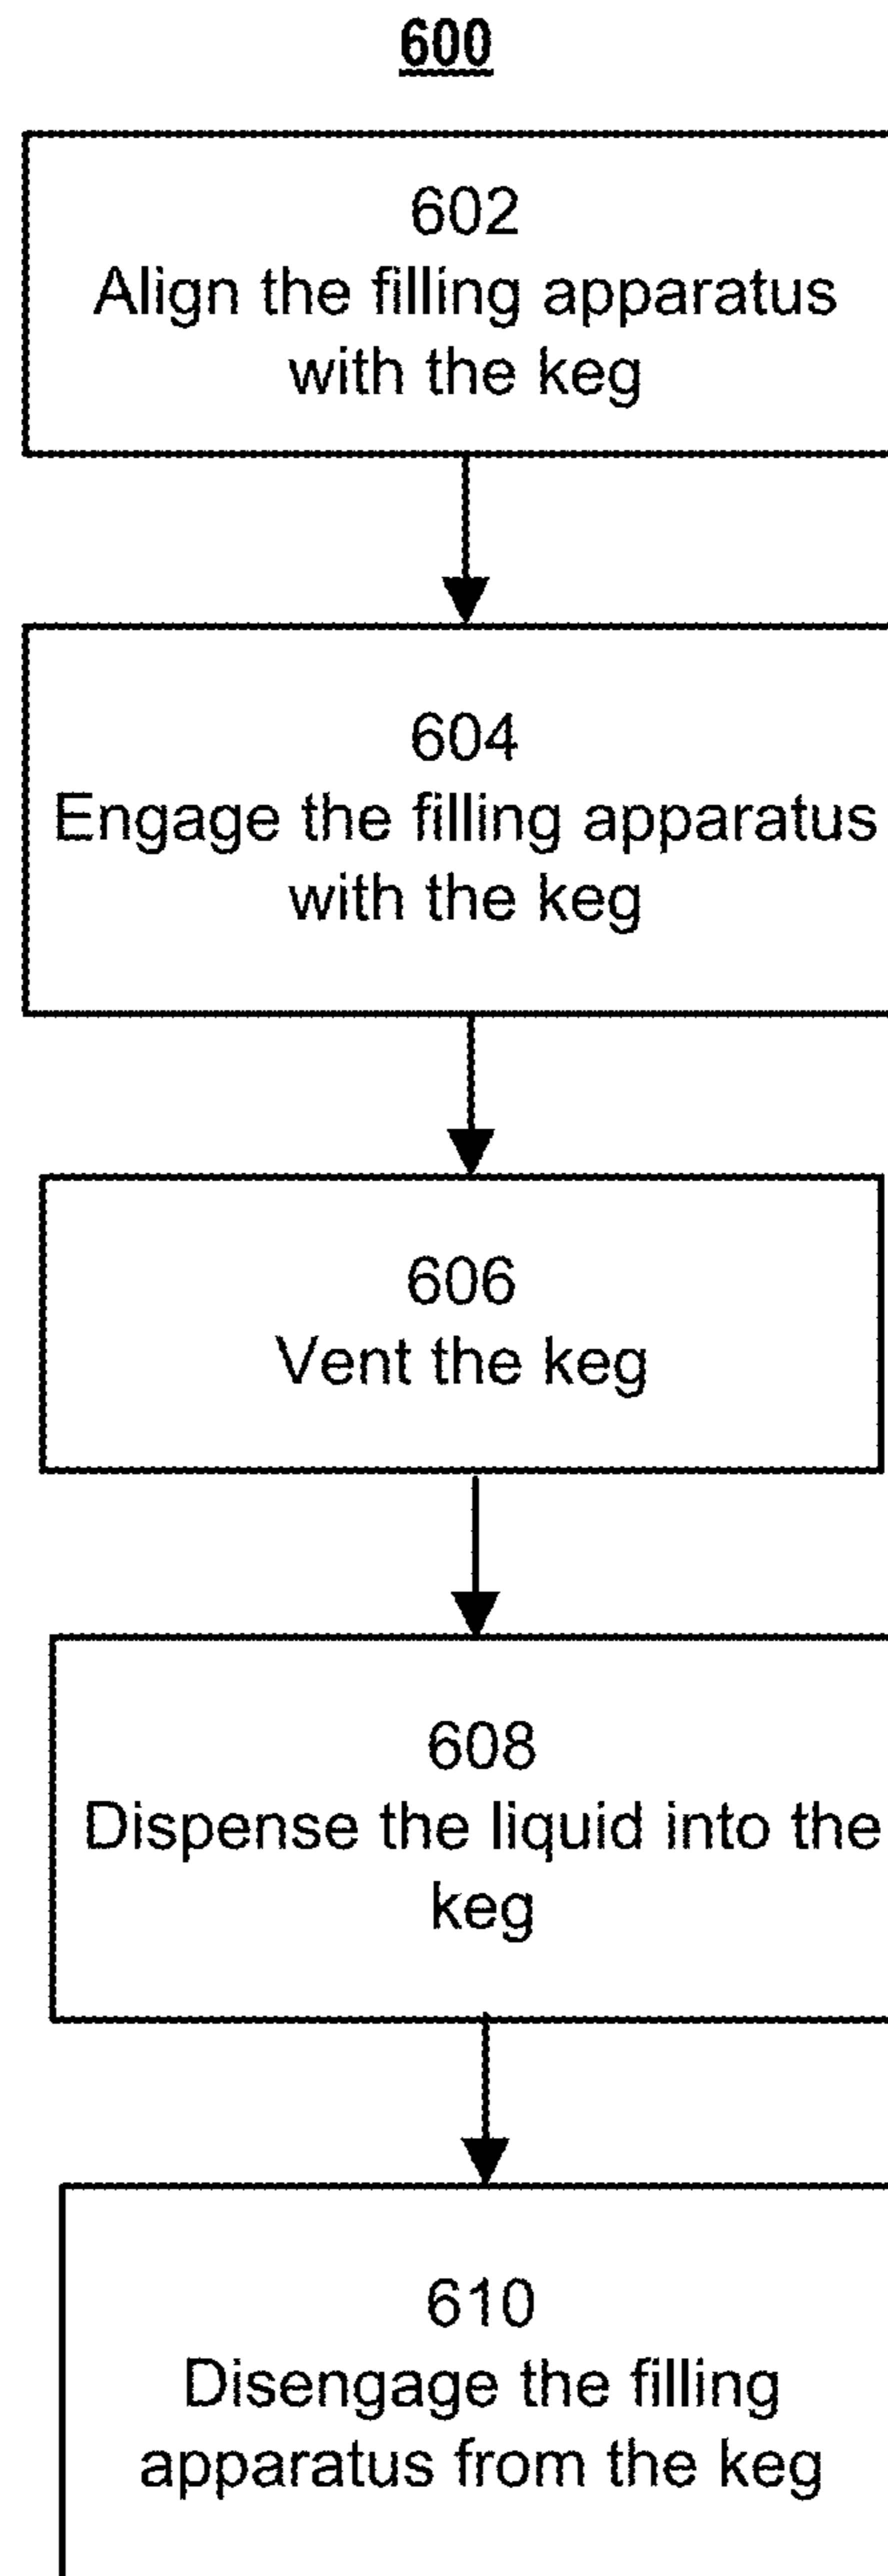 600
602
Align the filling apparatus
with the keg
604
Engage the filling apparatus
with the keg
606
Vent the keg
608
Dispense the liquid into the
keg
610
Disengage the filling
apparatus from the keg